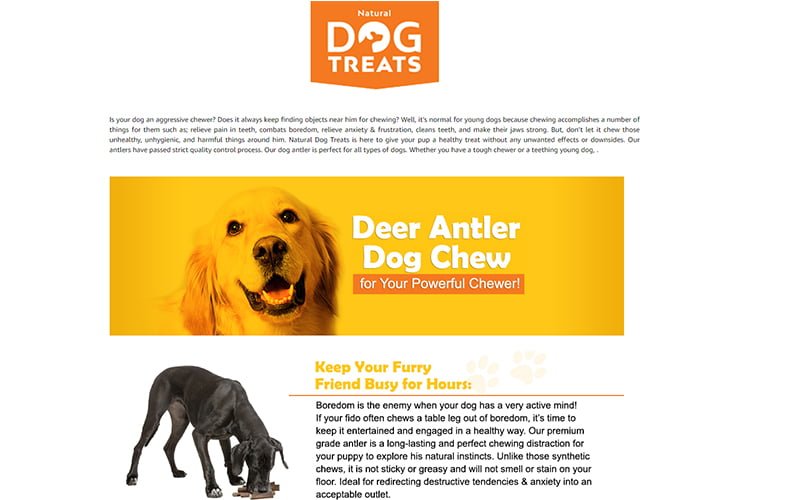 Natural
DOG
TREATS
Is your dog an aggressive chewer? Does it always keep finding objects near him for chewing? Well, it's normal for young dogs because chewing accomplishes a number of
things for them such as; relieve pain in teeth, combats boredom, relieve anxiety & frustration, cleans teeth, and make their jaws strong. But, don't let it chew those
unhealthy, unhygienic, and harmful things around him. Natural Dog Treats is here to give your pup a healthy treat without any unwanted effects or downsides. Our
antlers have passed strict quality control process. Our dog antler is perfect for all types of dogs. Whether you have a tough chewer or a teething young dog, .
Deer Antler
Dog Chew
for Your Powerful Chewer!
Keep Your Furry
Friend Busy for Hours:
Boredom is the enemy when your dog has a very active mind!
If your fido often chews a table leg out of boredom, it's time to
keep it entertained and engaged in a healthy way. Our premium
grade antler is a long-lasting and perfect chewing distraction for
your puppy to explore his natural instincts. Unlike those synthetic
chews, it is not sticky or greasy and will not smell or stain on your
floor. Ideal for redirecting destructive tendencies & anxiety into an
acceptable outlet.